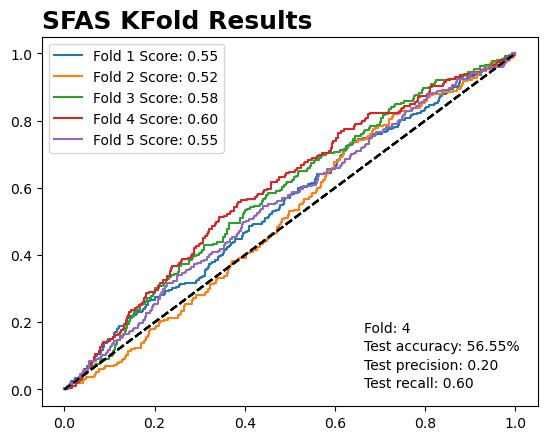 SFAS KFold Results
Fold 1 Score: 0.55
Fold 2 Score: 0.52
Fold 3 Score: 0.58
Fold 4 Score: 0.60
Fold 5 Score: 0.55
1.0
0.8
0.6
0.4
0.2
0.0
Fold: 4
Test accuracy: 56.55%
Test precision: 0.20
Test recall: 0.60
0.0 0.2 0.4 0.6 0.8 1.0